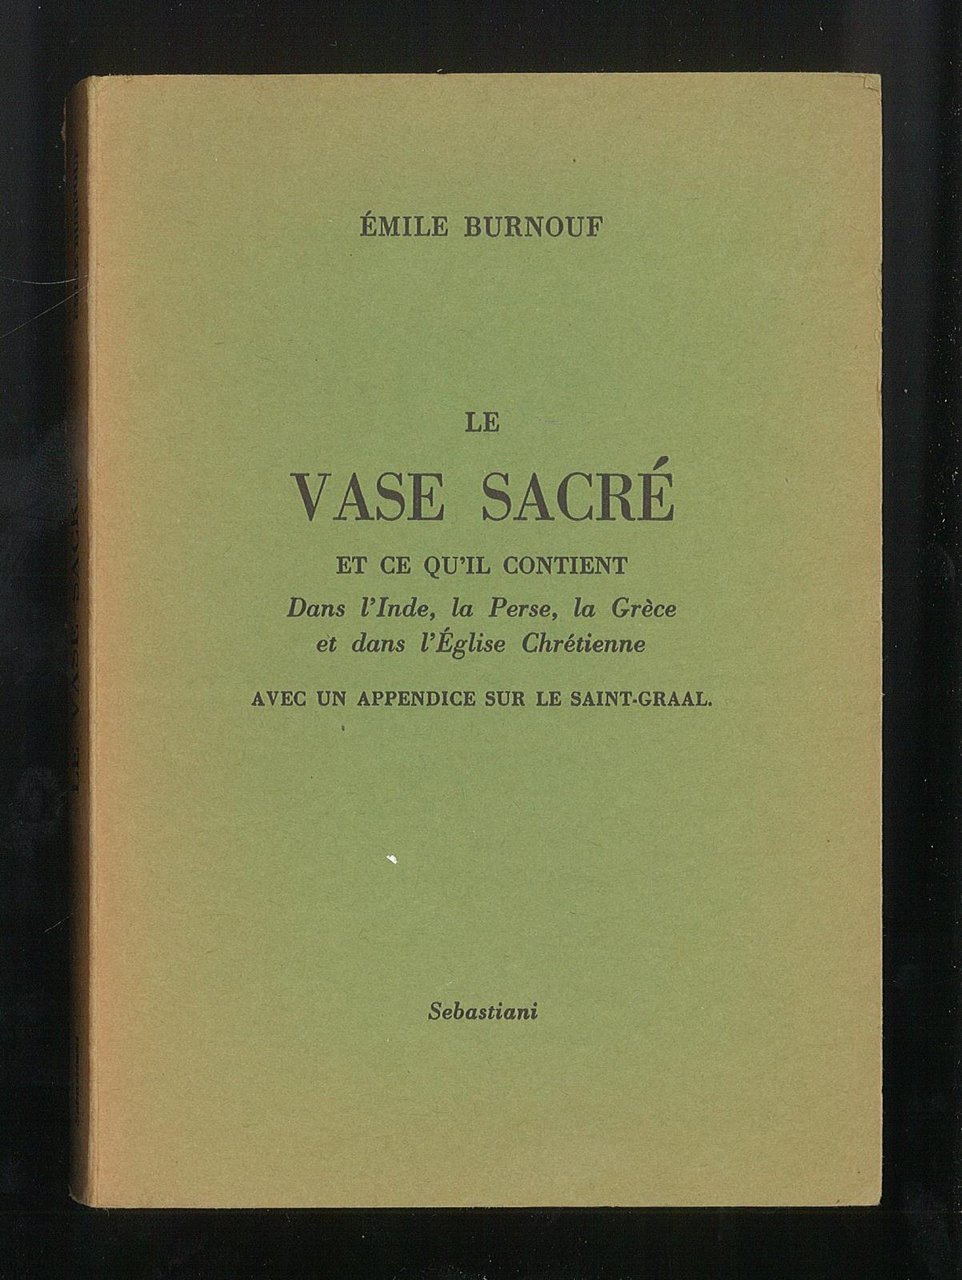 ÉMILE BURNOUF
LE
VASE SACRÉ
ET CE QU'IL CONTIENT
Dans l'Inde, la Perse, la Grèce
et dans l'Église Chrétienne
AVEC UN APPENDICE SUR LE SAINT-GRAAL.
Sebastiani